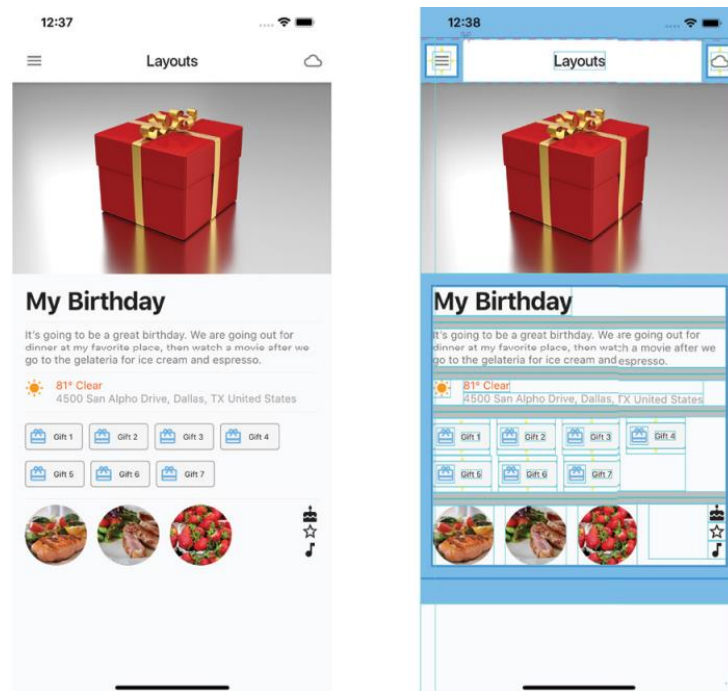 12:37
Layouts
My Birthday
It's going to be a great birthday. We are going out for
dinner at my favorite place, then watch a movie after we
go to the gelateria for ice cream and espresso.
81° Clear
4500 San Alpho Drive, Dallas, TX United States
Gift 1 Gift 2 Gift 3 Gift 4
Gift 5 Gift 6 Gift 7
12:38
Layouts
My Birthday
It's going to be a great birthday. We are going out for
dinner at my favorite place, then watch a movie after we
go to the gelateria for ice cream and espresso.
81° Clear
4500 San Alpho Drive, Dallas, TX United States
Gift 1 Gift 2 Gift 3 Gift 4
Gift 5 Gift 6 Gift 7